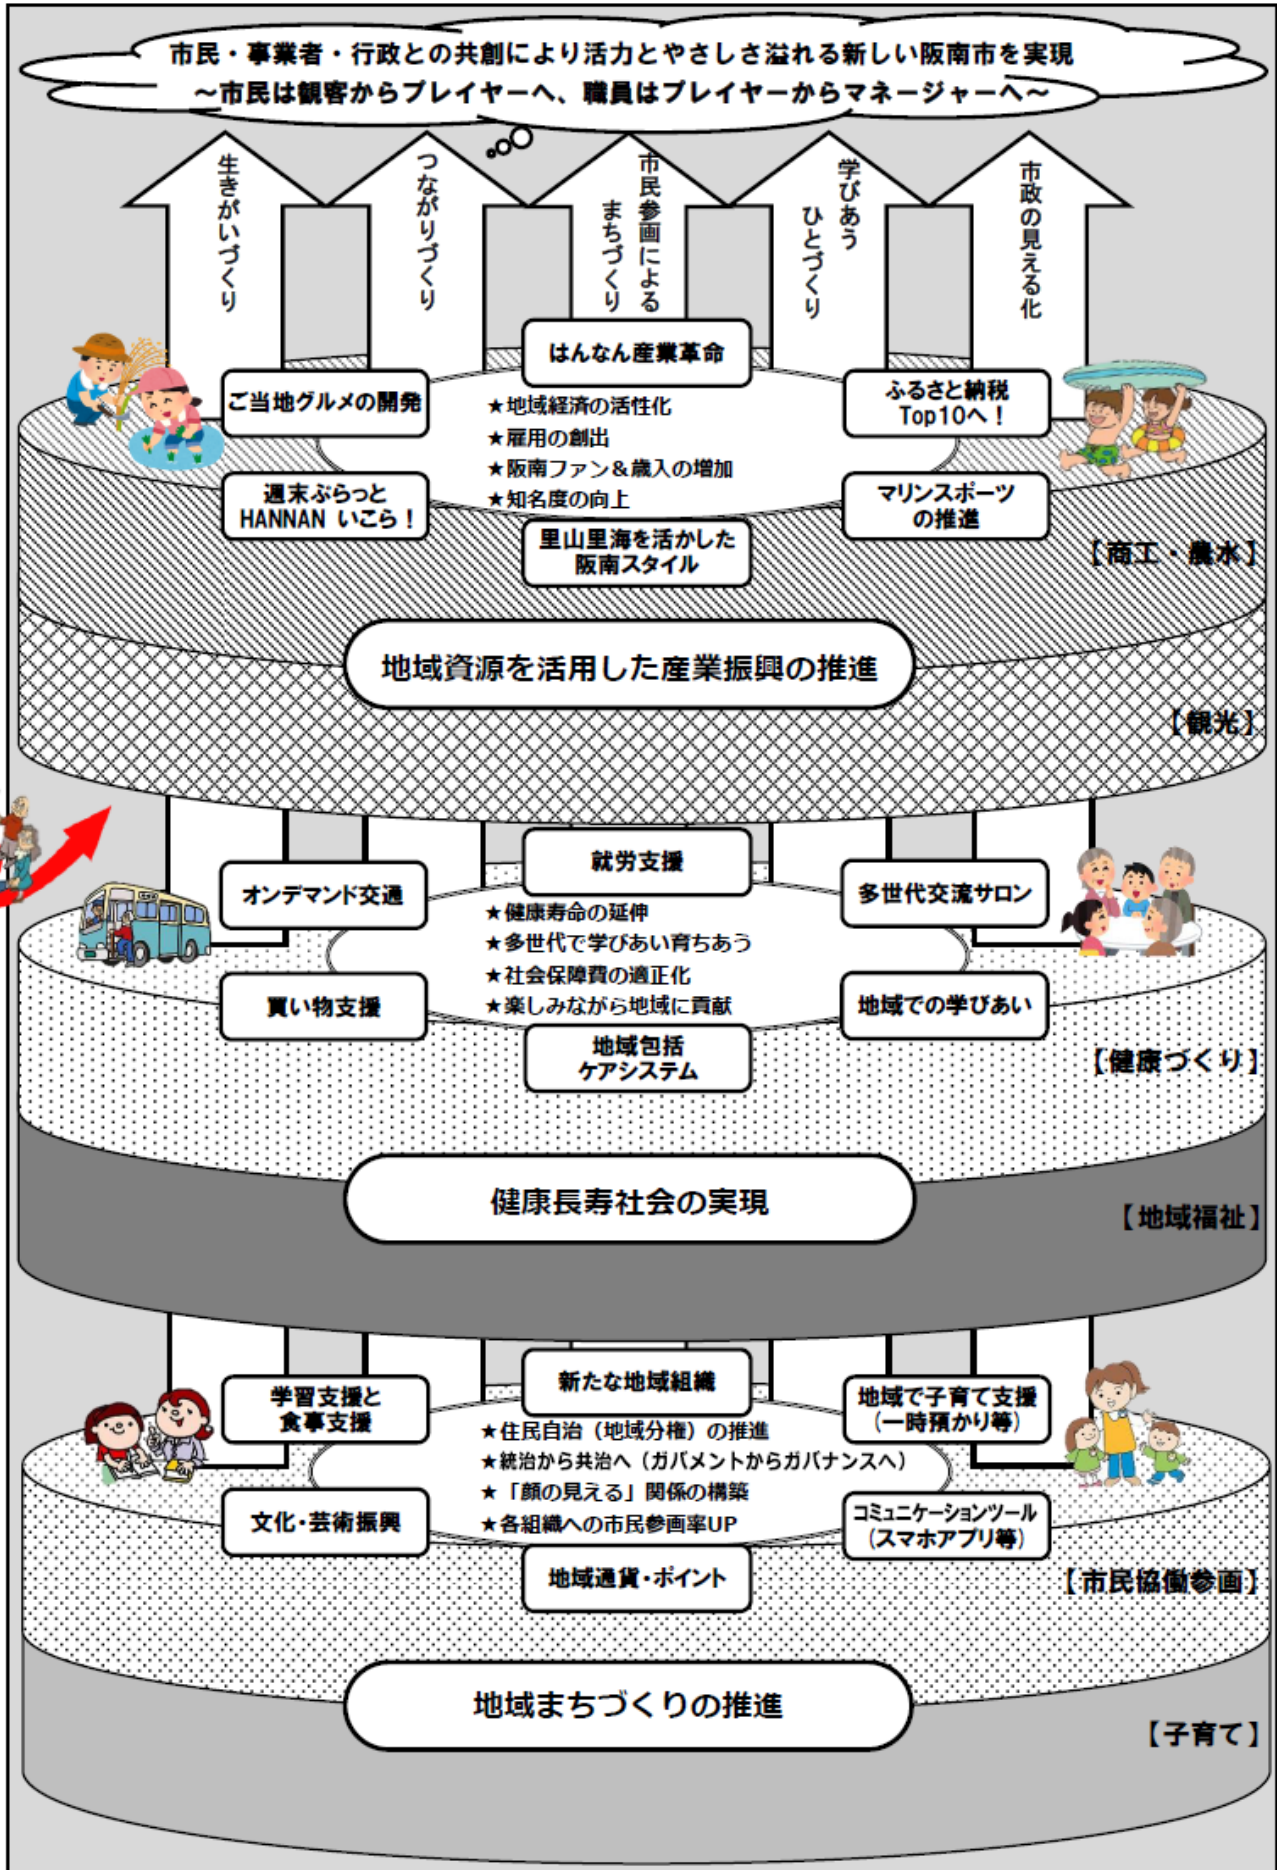 市民・事業者・行政との共創により活力とやさしさ溢れる新しい阪南市を実現
～市民は観客からプレイヤーへ、職員はプレイヤーからマネージャーへ～
生きがいづくり
つながりづくり
市民参画による
まちづくり
学びあう
ひとづくり
市政の見える化
はんなん産業革命
ご当地グルメの開発
ふるさと納税
Top10へ！
★地域経済の活性化
★雇用の創出
★阪南ファン＆歳入の増加
★知名度の向上
週末ぶらっと
HANNAN いこら！
マリンスポーツ
の推進
里山里海を活かした
阪南スタイル
【商工・農水】
地域資源を活用した産業振興の推進
【観光】
就労支援
オンデマンド交通
多世代交流サロン
★健康寿命の延伸
★多世代で学びあい育ちあう
★社会保障費の適正化
★楽しみながら地域に貢献
買い物支援
地域での学びあい
地域包括
ケアシステム
【健康づくり】
健康長寿社会の実現
【地域福祉】
新たな地域組織
学習支援と
食事支援
地域で子育て支援
(一時預かり等)
★住民自治（地域分権）の推進
★統治から共治へ（ガバメントからガバナンスへ）
★「顔の見える」関係の構築
★各組織への市民参画率UP
文化・芸術振興
コミュニケーションツール
(スマホアプリ等)
地域通貨・ポイント
【市民協働参画】
地域まちづくりの推進
【子育て】